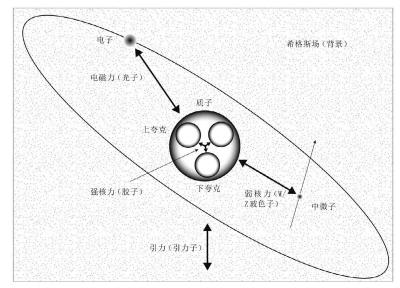 电子
希格斯场（背景）
电磁力（光子）
质子
上夸克
强核力（胶子）
下夸克
弱核力（W/
Z波色子）
中微子
引力（引力子）